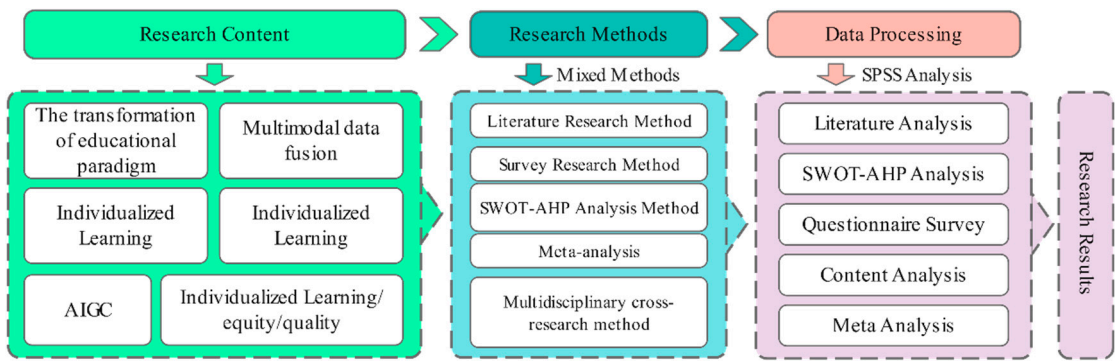 Research Content
Research Methods
Data Processing
Mixed Methods
SPSS Analysis
The transformation
of educational
paradigm
Multimodal data
fusion
Individualized
Learning
Individualized
Learning
AIGC
Individualized Learning/
equity/quality
Literature Research Method
Survey Research Method
SWOT-AHP Analysis Method
Meta-analysis
Multidisciplinary cross-
research method
Literature Analysis
SWOT-AHP Analysis
Questionnaire Survey
Content Analysis
Meta Analysis
Research Results